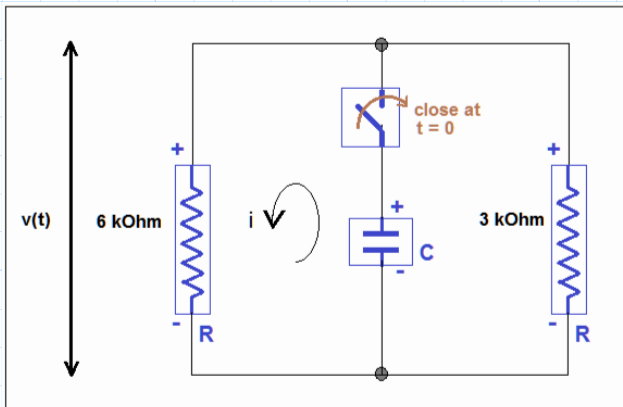 close at
t = 0
+
+
v(t)
6 kOhm
i
+
3 kOhm
C
-
-
R
-
R